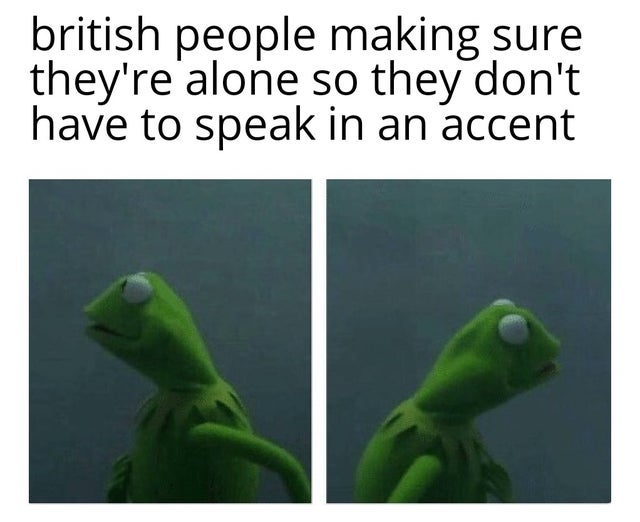 british people making sure
they're alone so they don't
have to speak in an accent